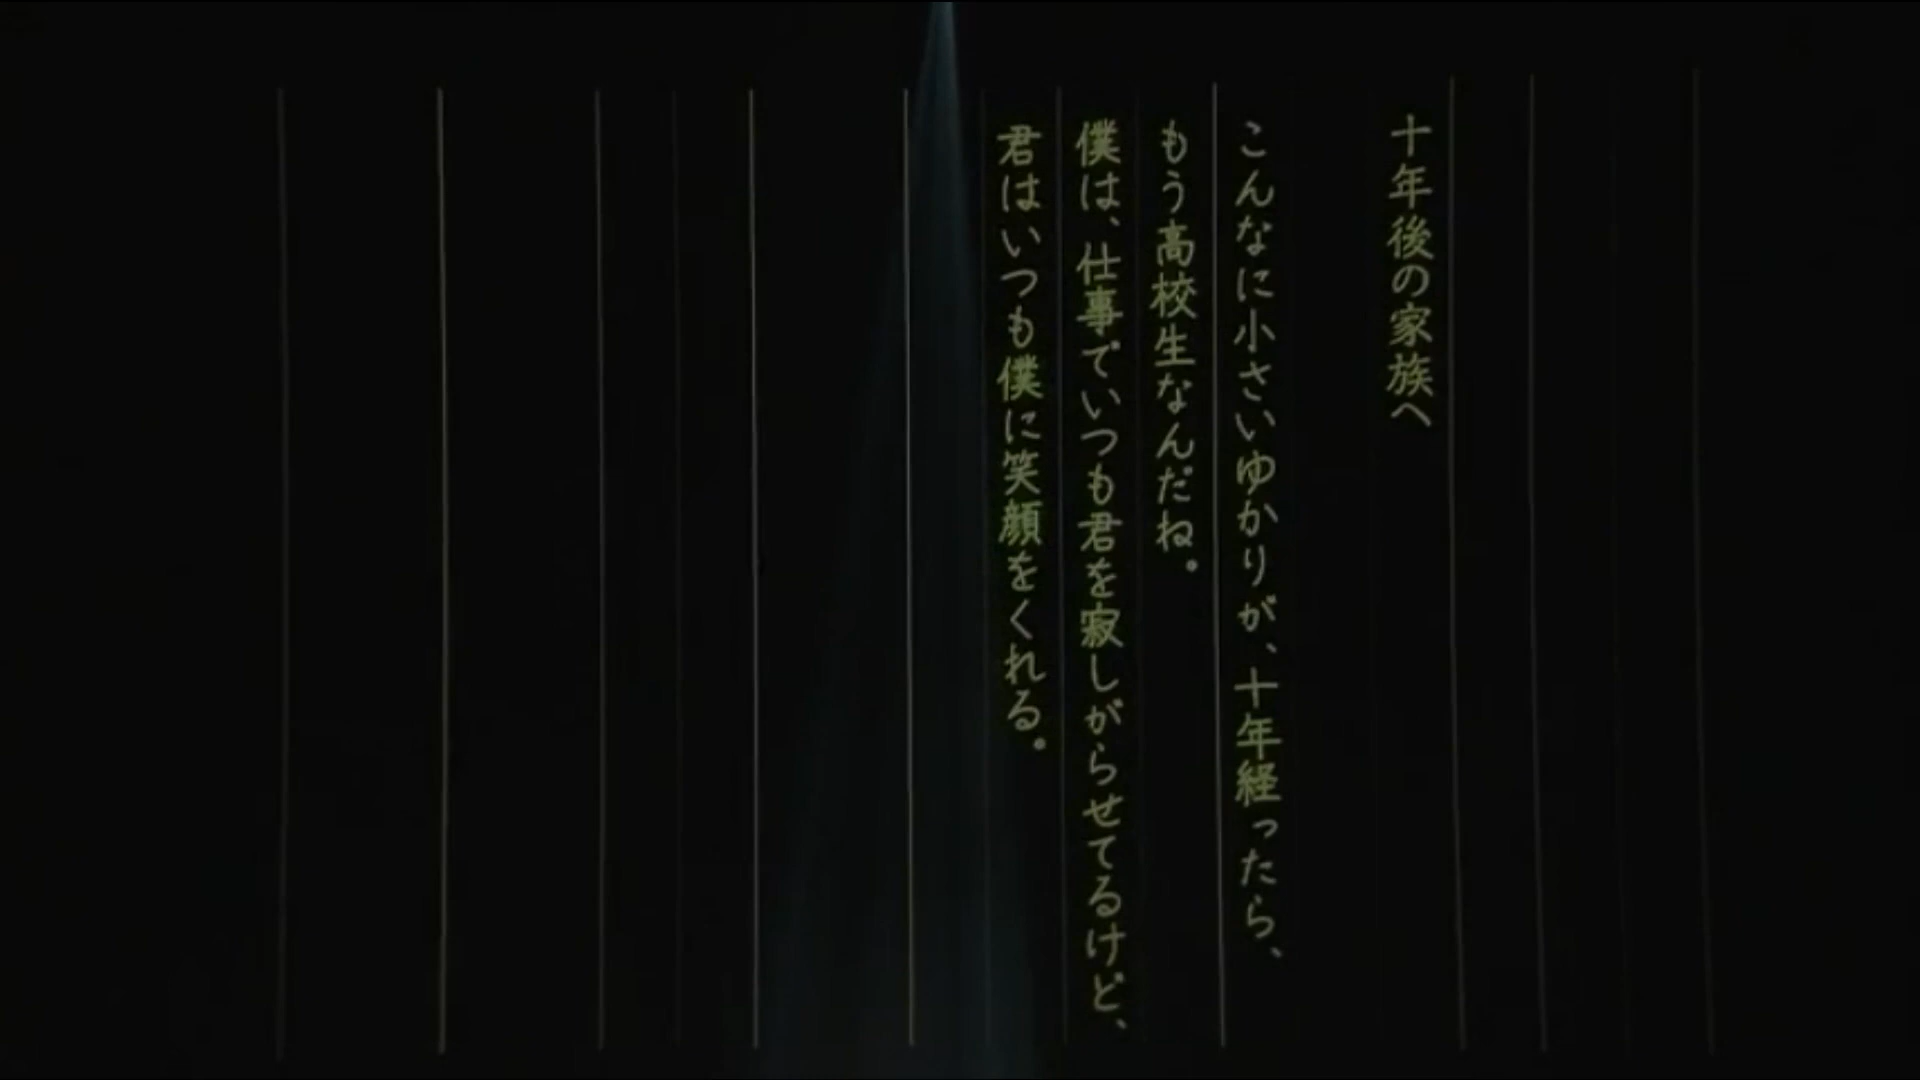 十年後の家族へ
こんなに小さいゆかりが、十年経ったら、
もう高校生なんだね。
僕は、仕事でいつも君を寂しがらせてるけど、
君はいつも僕に笑顔をくれる。